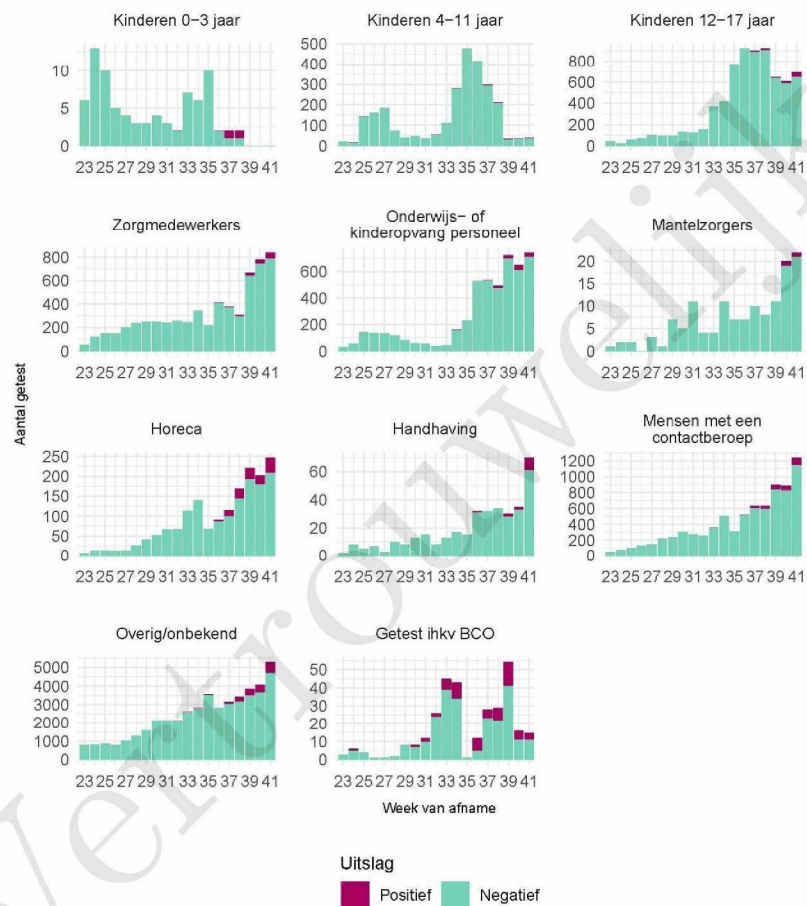 Kinderen 0−3 jaar
Kinderen 4−11 jaar
Kinderen 12−17 jaar
10
5
0
23 25 27 29 31 33 35 37 39 41
500
400
300
200
100
0
23 25 27 29 31 33 35 37 39 41
800
600
400
200
0
23 25 27 29 31 33 35 37 39 41
Zorgmedewerkers
Onderwijs− of
kinderopvang personeel
Mantelzorgers
800
600
400
200
0
23 25 27 29 31 33 35 37 39 41
600
400
200
0
23 25 27 29 31 33 35 37 39 41
20
15
10
5
0
23 25 27 29 31 33 35 37 39 41
Aantal getest
Horeca
Handhaving
Mensen met een
contactberoep
250
200
150
100
50
0
23 25 27 29 31 33 35 37 39 41
60
40
20
0
23 25 27 29 31 33 35 37 39 41
1200
1000
800
600
400
200
0
23 25 27 29 31 33 35 37 39 41
Overig/onbekend
Getest ihkv BCO
5000
4000
3000
2000
1000
0
23 25 27 29 31 33 35 37 39 41
50
40
30
20
10
0
23 25 27 29 31 33 35 37 39 41
Week van afname
Uitslag
Positief
Negatief
Vertrouwelijk